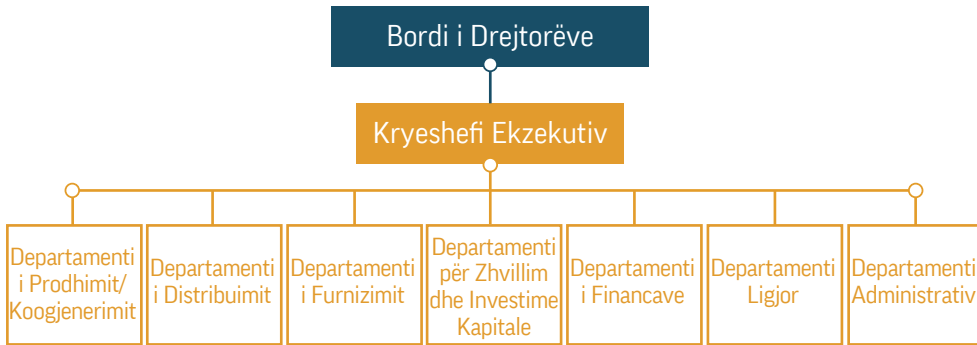 Bordi i Drejtorëve
Kryeshefi Ekzekutiv
Departamenti
i Prodhimit/
Koogjenerimit
Departamenti
i Distribuimit
Departamenti
i Furnizimit
Departamenti
për Zhvillim
dhe Investime
Kapitale
Departamenti
i Financave
Departamenti
Ligjor
Departamenti
Administrativ